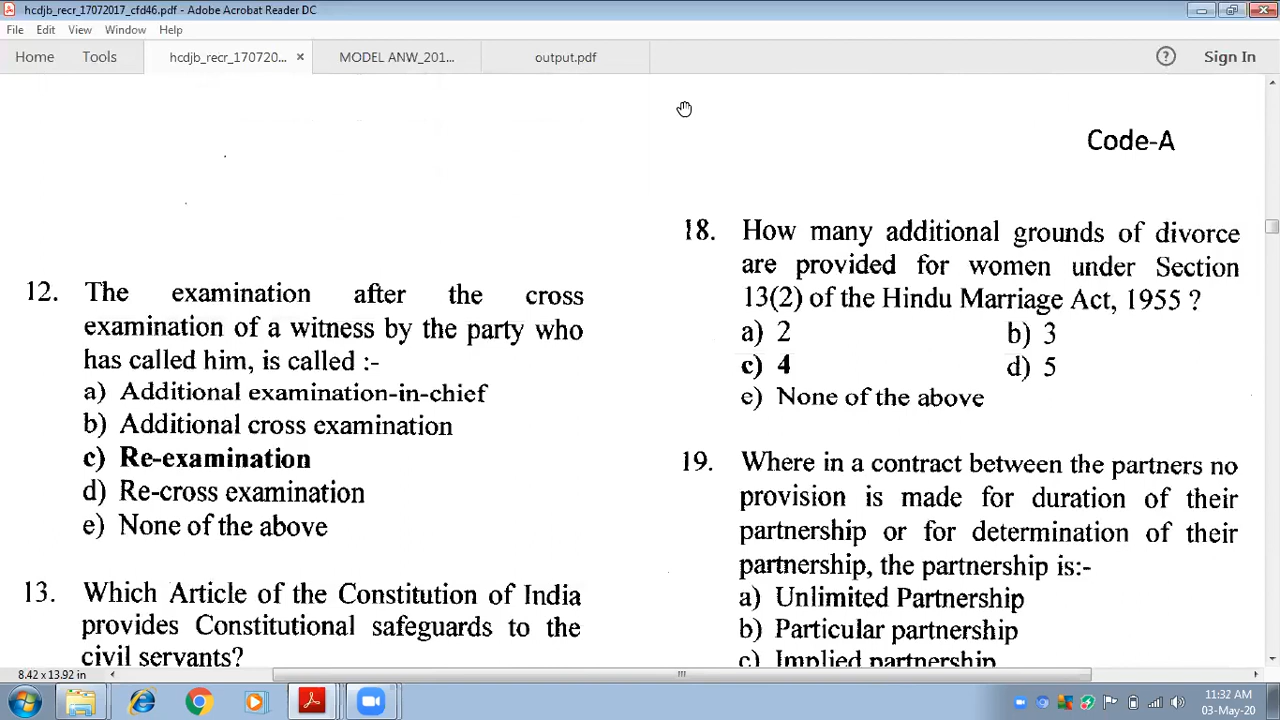 hcdjb_recr_17072017_cfd46.pdf - Adobe Acrobat Reader DC
File Edit View Window Help
Home Tools hcdjb_recr_170720... × MODEL ANW_201... output.pdf ? Sign In
Code-A
12. The examination after the cross
examination of a witness by the party who
has called him, is called :-
a) Additional examination-in-chief
b) Additional cross examination
c) Re-examination
d) Re-cross examination
e) None of the above
13. Which Article of the Constitution of India
provides Constitutional safeguards to the
civil servants?
18. How many additional grounds of divorce
are provided for women under Section
13(2) of the Hindu Marriage Act, 1955 ?
a) 2 b) 3
c) 4 d) 5
e) None of the above
19. Where in a contract between the partners no
provision is made for duration of their
partnership or for determination of their
partnership, the partnership is:-
a) Unlimited Partnership
b) Particular partnership
c) Implied partnership
8.42 x 13.92 in
11:32 AM
03-May-20